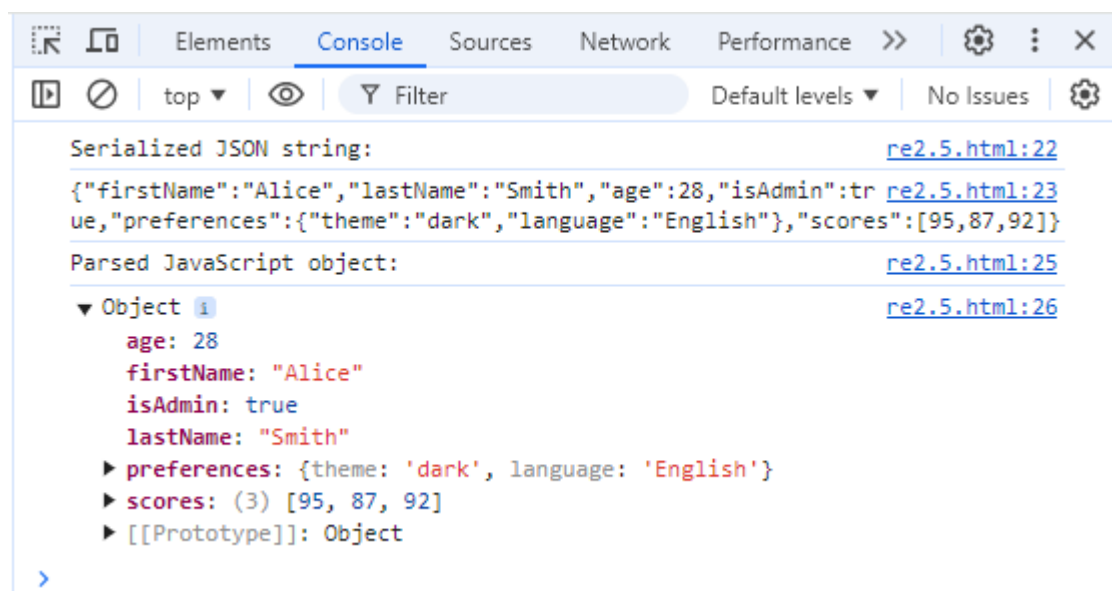 Elements Console Sources Network Performance >>
top ▼ Filter Default levels ▼ No Issues
Serialized JSON string: re2.5.html:22
{"firstName":"Alice","lastName":"Smith","age":28,"isAdmin":tr re2.5.html:23
ue,"preferences":{"theme":"dark","language":"English"},"scores":[95,87,92]}
Parsed JavaScript object: re2.5.html:25
▼ Object i re2.5.html:26
age: 28
firstName: "Alice"
isAdmin: true
lastName: "Smith"
▶ preferences: {theme: 'dark', language: 'English'}
▶ scores: (3) [95, 87, 92]
▶ [[Prototype]]: Object
>